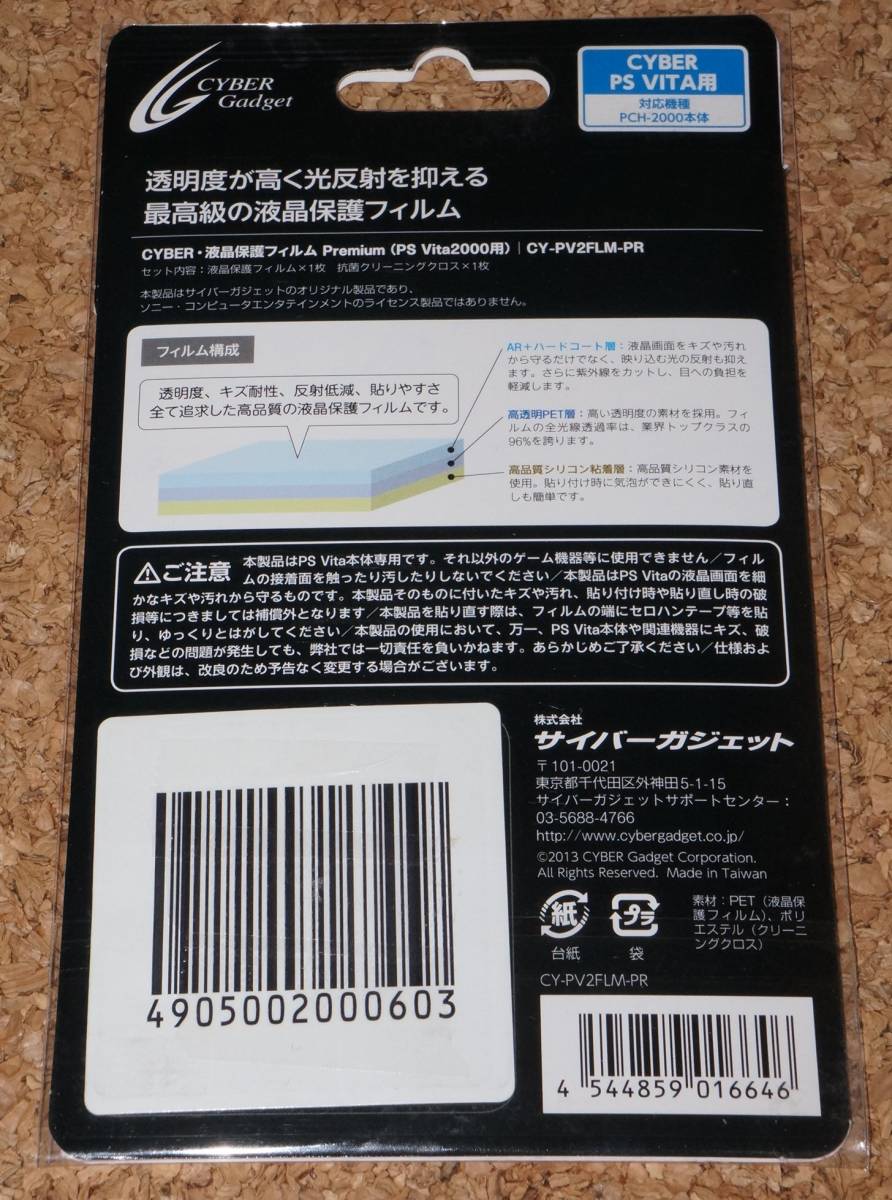 CYBER
Gadget
CYBER
PS VITA用
対応機種
PCH-2000本体
透明度が高く光反射を抑える
最高級の液晶保護フィルム
CYBER・液晶保護フィルム Premium（PS Vita2000用）｜CY-PV2FLM-PR
セット内容：液晶保護フィルム×1枚　抗菌クリーニングクロス×1枚
本製品はサイバーガジェットのオリジナル製品であり、
ソニー・コンピュータエンタテインメントのライセンス製品ではありません。
フィルム構成
透明度、キズ耐性、反射低減、貼りやすさ
全て追求した高品質の液晶保護フィルムです。
AR＋ハードコート層：液晶画面をキズや汚れ
から守るだけでなく、映り込む光の反射も抑え
ます。さらに紫外線をカットし、目への負担を
軽減します。
高透明PET層：高い透明度の素材を採用。フィ
ルムの全光線透過率は、業界トップクラスの
96%を誇ります。
高品質シリコン粘着層：高品質シリコン素材を
使用。貼り付け時に気泡ができにくく、貼り直
しも簡単です。
⚠ご注意
本製品はPS Vita本体専用です。それ以外のゲーム機器等に使用できません／フィル
ムの接着面を触ったり汚したりしないでください／本製品はPS Vitaの液晶画面を細
かなキズや汚れから守るものです。本製品そのものに付いたキズや汚れ、貼り付け時や貼り直し時の破
損等につきましては補償外となります／本製品を貼り直す際は、フィルムの端にセロハンテープ等を貼
り、ゆっくりとはがしてください／本製品の使用において、万一、PS Vita本体や関連機器にキズ、破
損などの問題が発生しても、弊社では一切責任を負いかねます。あらかじめご了承ください／仕様およ
び外観は、改良のため予告なく変更する場合がございます。
株式会社
サイバーガジェット
〒101-0021
東京都千代田区外神田5-1-15
サイバーガジェットサポートセンター：
03-5688-4766
http://www.cybergadget.co.jp/
©2013 CYBER Gadget Corporation.
All Rights Reserved. Made in Taiwan
紙
台紙
プラ
袋
素材：PET（液晶保
護フィルム）、ポリ
エステル（クリーニ
ングクロス）
CY-PV2FLM-PR
4905002000603
4 544859 016646